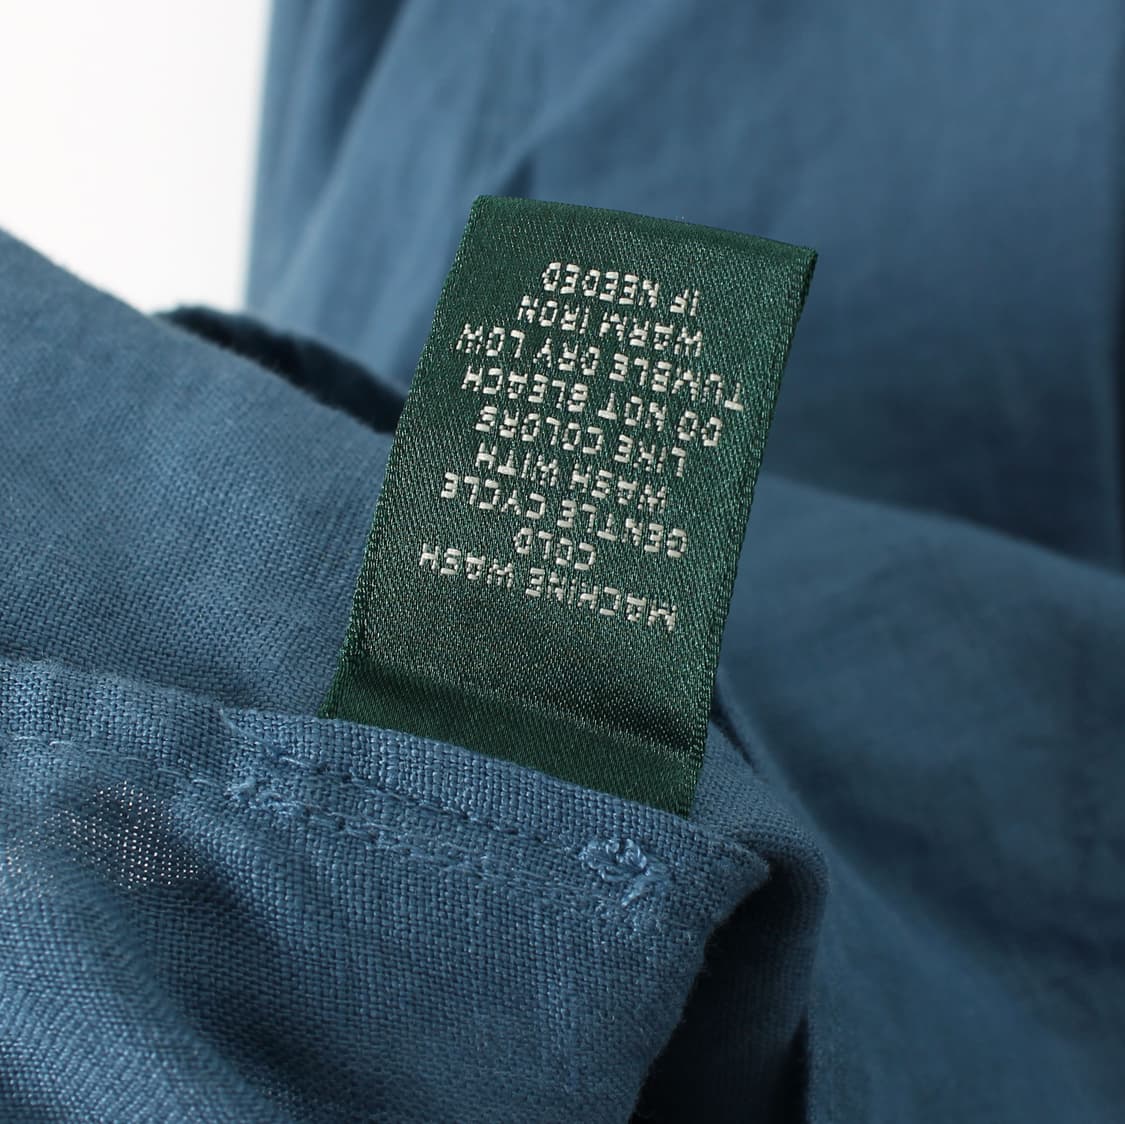 MACHINE WASH
COLD
GENTLE CYCLE
WASH WITH
LIKE COLORS
DO NOT BLEACH
TUMBLE DRY LOW
WARM IRON
IF NEEDED